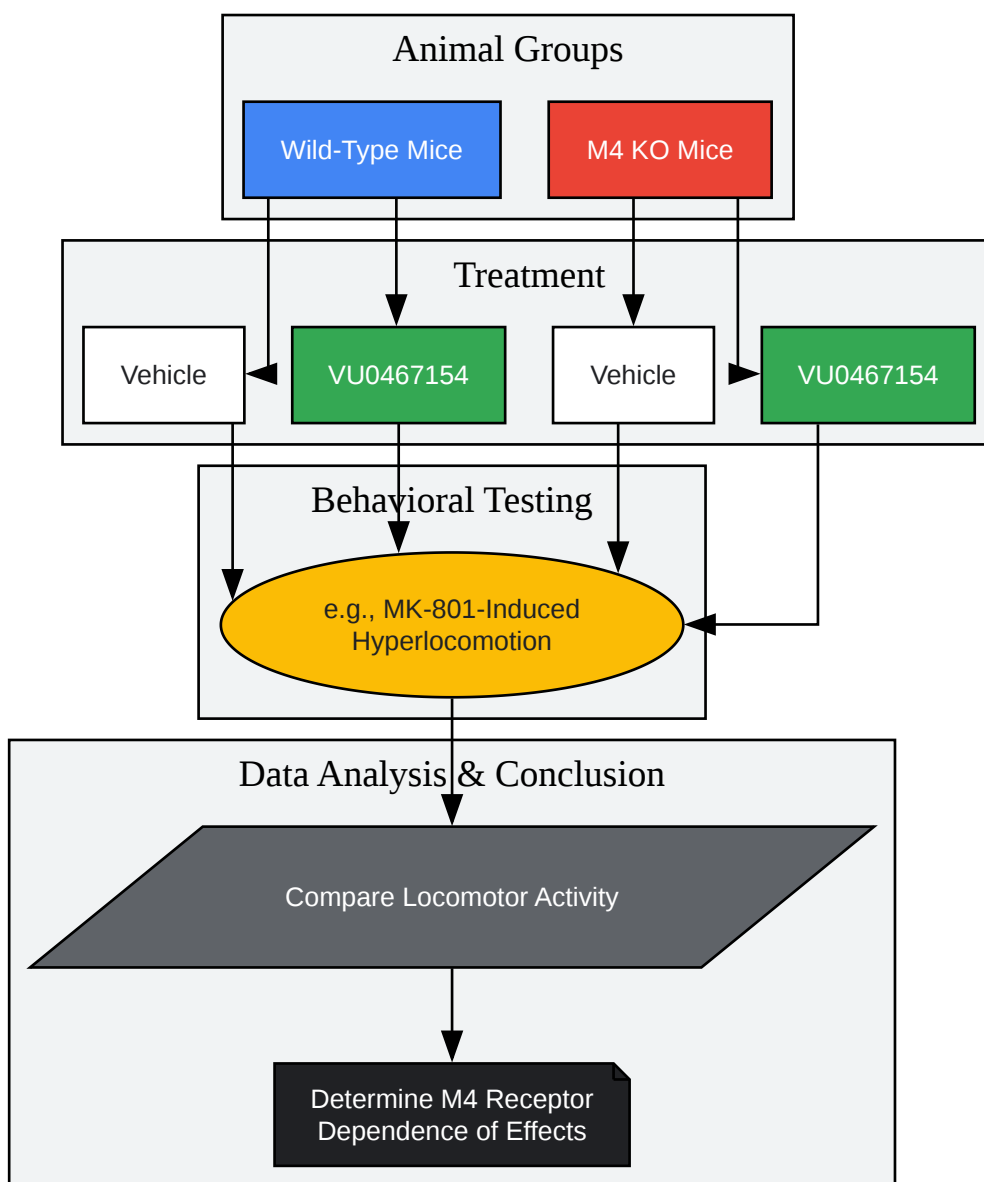 Animal Groups
Wild-Type Mice
M4 KO Mice
Treatment
Vehicle
VU0467154
Vehicle
VU0467154
Behavioral Testing
e.g., MK-801-Induced
Hyperlocomotion
Data Analysis & Conclusion
Compare Locomotor Activity
Determine M4 Receptor
Dependence of Effects